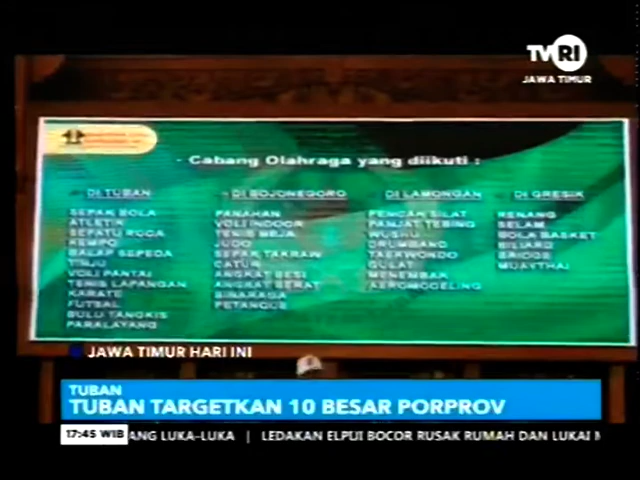 TVRI
JAWA TIMUR
- Cabang Olahraga yang diikuti :
DI TUBAN
SEPAK BOLA
ATLETIK
SEPATU RODA
KEMPO
BALAP SEPEDA
TINJU
VOLI PANTAI
TENIS LAPANGAN
KARATE
FUTSAL
BULU TANGKIS
PARALAYANG
- DI BOJONEGORO
PANAHAN
VOLI INDOOR
TENIS MEJA
JUDO
SEPAK TAKRAW
CATUR
ANGKAT BESI
ANGKAT BERAT
BINARAGA
PETANQUE
DI LAMONGAN
PENCAK SILAT
PANJAT TEBING
WUSHU
DRUMBAND
TAEKWONDO
GULAT
MENEMBAK
AEROMODELING
- DI GRESIK
RENANG
SELAM
BOLA BASKET
BILIARD
BRIDGE
MUAYTHAI
JAWA TIMUR HARI INI
TUBAN
TUBAN TARGETKAN 10 BESAR PORPROV
17:45 WIB ANG LUKA-LUKA | LEDAKAN ELPIJI BOCOR RUSAK RUMAH DAN LUKAI